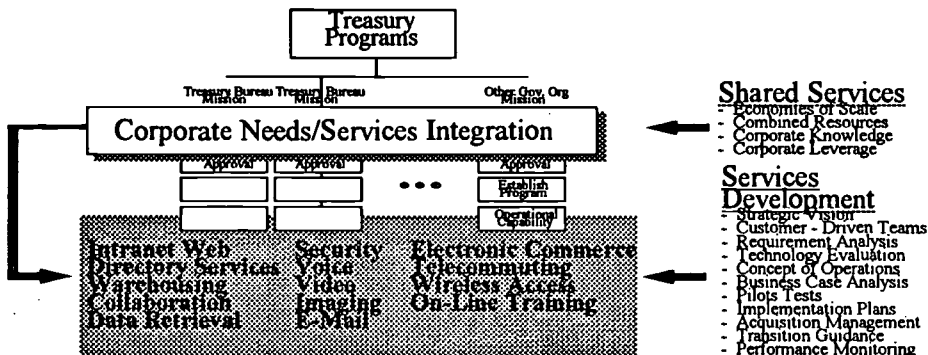 Treasury
Programs
Treasury Bureau
Mission
Treasury Bureau
Mission
Other Gov. Org
Mission
Corporate Needs/Services Integration
Approval
Approval
Approval
Establish
Program
Operational
Capability
Intranet Web
Directory Services
Warehousing
Collaboration
Data Retrieval
Security
Voice
Video
Imaging
E-Mail
Electronic Commerce
Telecommuting
Wireless Access
On-Line Training
Shared Services
- Economies of Scale
- Combined Resources
- Corporate Knowledge
- Corporate Leverage
Services
Development
- Strategic Vision
- Customer - Driven Teams
- Requirement Analysis
- Technology Evaluation
- Concept of Operations
- Business Case Analysis
- Pilots Tests
- Implementation Plans
- Acquisition Management
- Transition Guidance
- Performance Monitoring